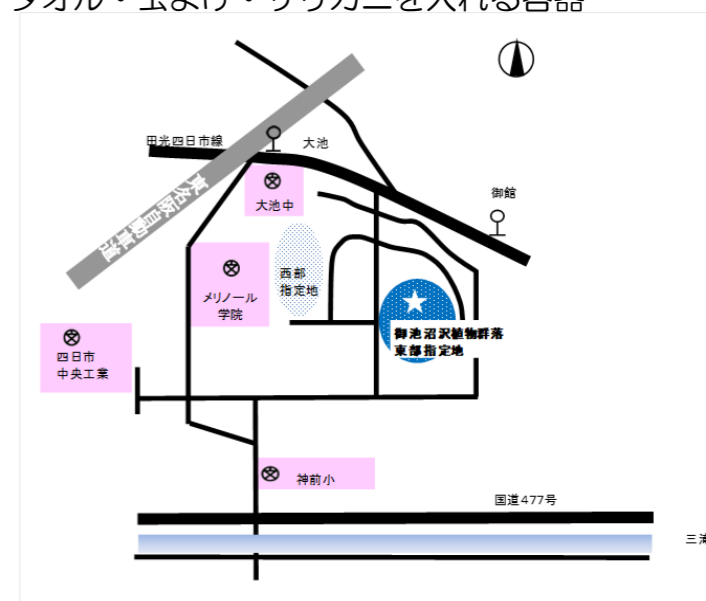 タオル・虫よけ・ザリガニを入れる容器
田光四日市線
大池
御館
東名阪自動車道
大池中
西部
指定地
メリノール
学院
御池沼沢植物群落
東部指定地
四日市
中央工業
神前小
国道477号
三滝